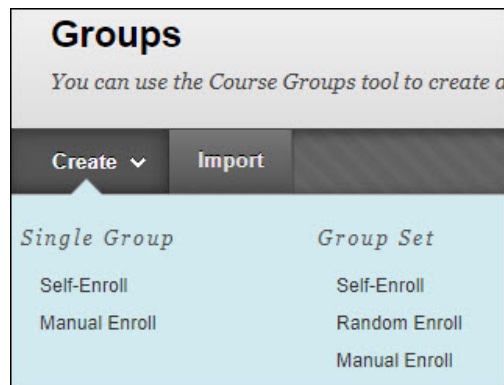 Groups
You can use the Course Groups tool to create
Create
Import
Single Group
Self-Enroll
Manual Enroll
Group Set
Self-Enroll
Random Enroll
Manual Enroll